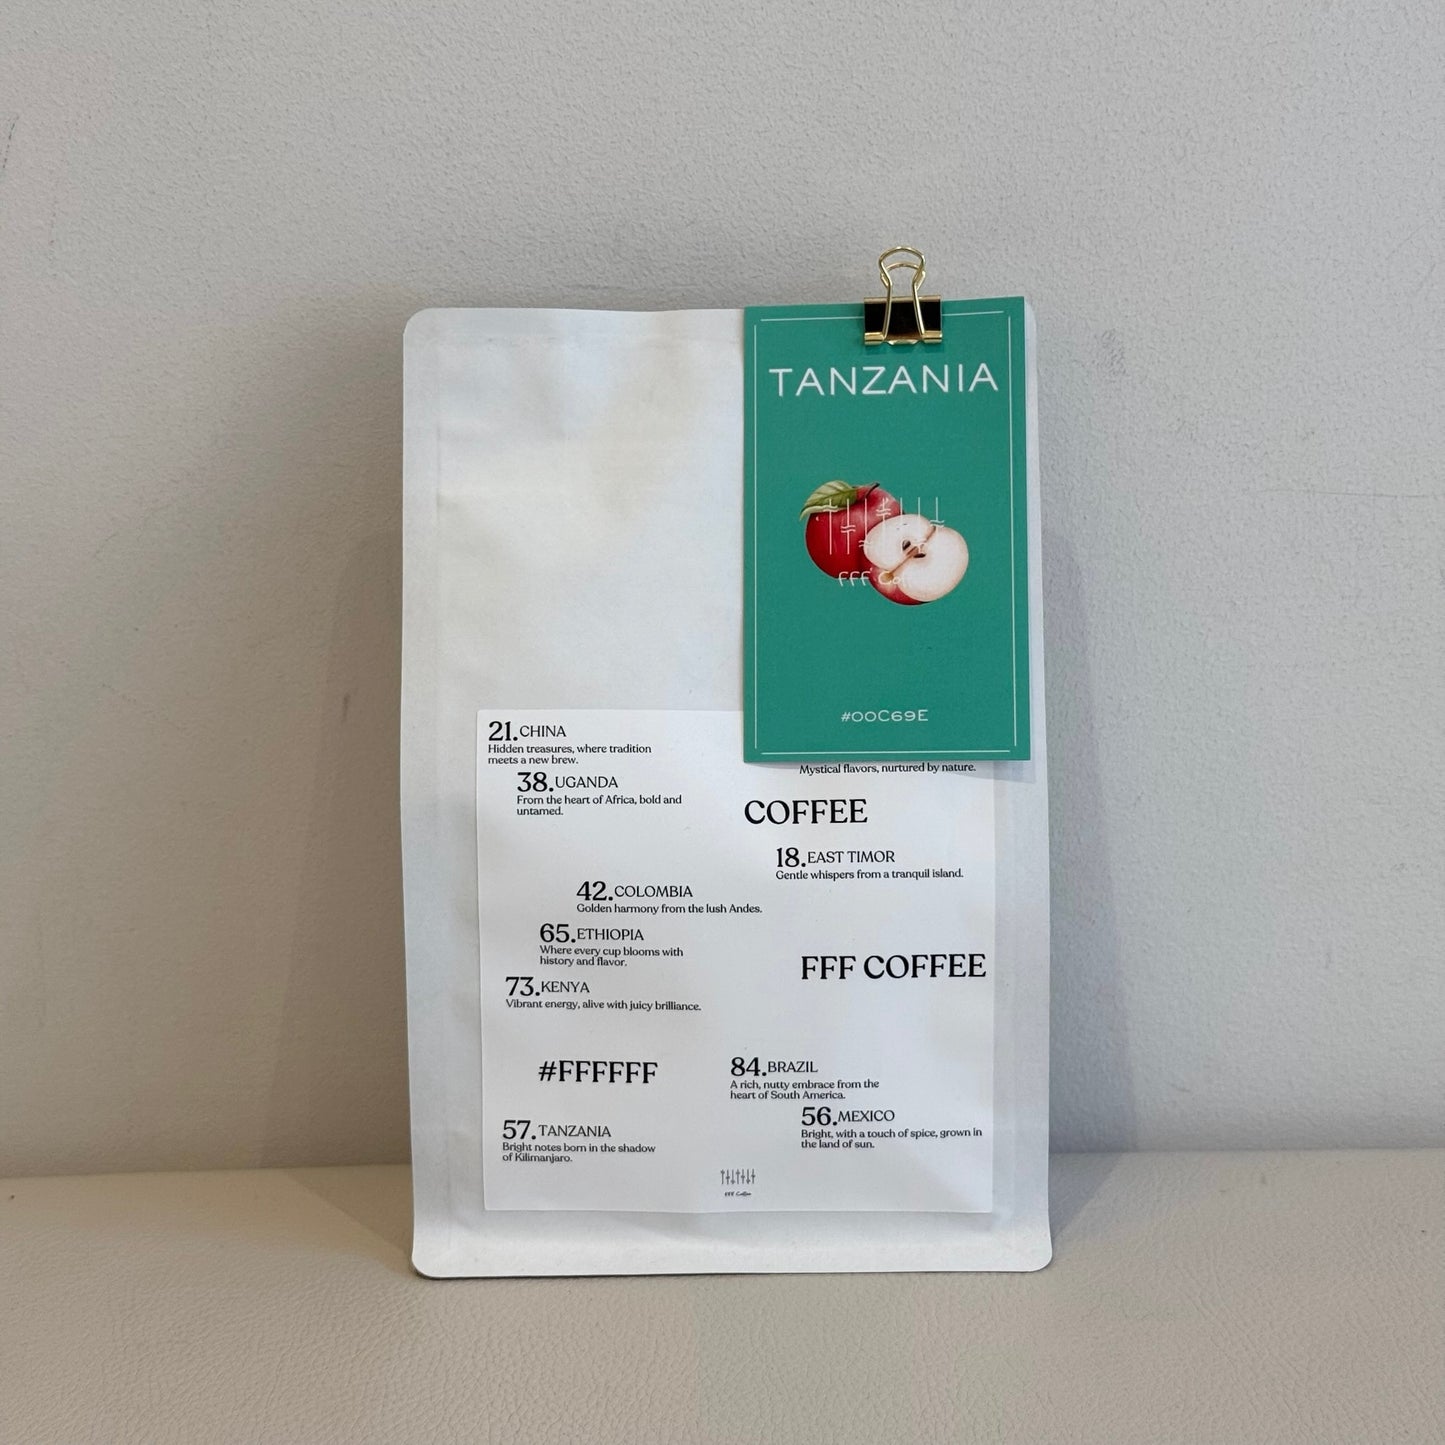 TANZANIA
fff Co
#00C69E
21. CHINA
Hidden treasures, where tradition
meets a new brew.
38. UGANDA
From the heart of Africa, bold and
untamed.
Mystical flavors, nurtured by nature.
COFFEE
18. EAST TIMOR
Gentle whispers from a tranquil island.
42. COLOMBIA
Golden harmony from the lush Andes.
65. ETHIOPIA
Where every cup blooms with
history and flavor.
FFF COFFEE
73. KENYA
Vibrant energy, alive with juicy brilliance.
#FFFFFF
84. BRAZIL
A rich, nutty embrace from the
heart of South America.
56. MEXICO
Bright, with a touch of spice, grown in
the land of sun.
57. TANZANIA
Bright notes born in the shadow
of Kilimanjaro.
fff Coffee